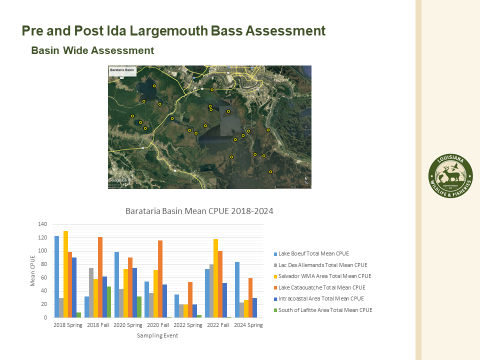 Pre and Post Ida Largemouth Bass Assessment
Basin Wide Assessment
Barataria Basin
Barataria Basin Mean CPUE 2018-2024
140
120
100
80
60
40
20
0
Mean CPUE
2018 Spring 2018 Fall 2020 Spring 2020 Fall 2022 Spring 2022 Fall 2024 Spring
Sampling Event
Lake Boeuf Total Mean CPUE
Lac Des Allemands Total Mean CPUE
Salvador WMA Area Total Mean CPUE
Lake Cataouatche Total Mean CPUE
Intracoastal Area Total Mean CPUE
South of Lafitte Area Total Mean CPUE
LOUISIANA
WILDLIFE & FISHERIES